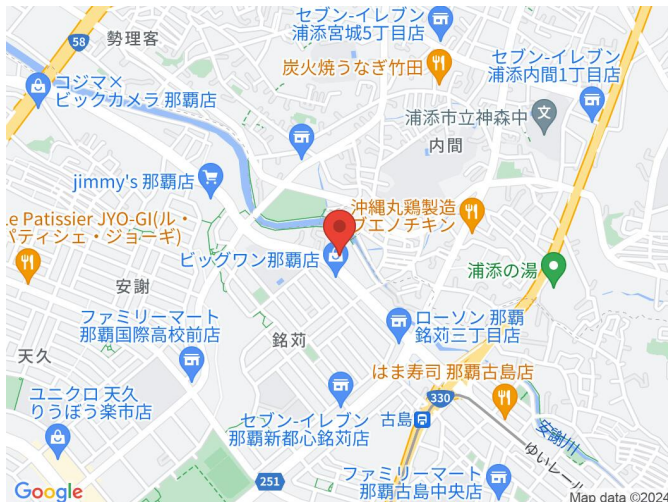 勢理客
58
セブン-イレブン
浦添宮城5丁目店
炭火焼うなぎ竹田
セブン-イレブン
浦添内間1丁目店
コジマ×
ビックカメラ 那覇店
浦添市立神森中
内間
jimmy's 那覇店
沖縄丸鶏製造
ブエノチキン
Le Patissier JYO-GI(ル・
パティシェ・ジョーギ)
ビッグワン那覇店
浦添の湯
安謝
ファミリーマート
那覇国際高校前店
銘苅
ローソン 那覇
銘苅三丁目店
天久
はま寿司 那覇古島店
ユニクロ 天久
りうぼう楽市店
330
セブン-イレブン
那覇新都心銘苅店
古島
安謝川
ゆいレール
251
ファミリーマート
那覇古島中央店
Google
Map data ©2024